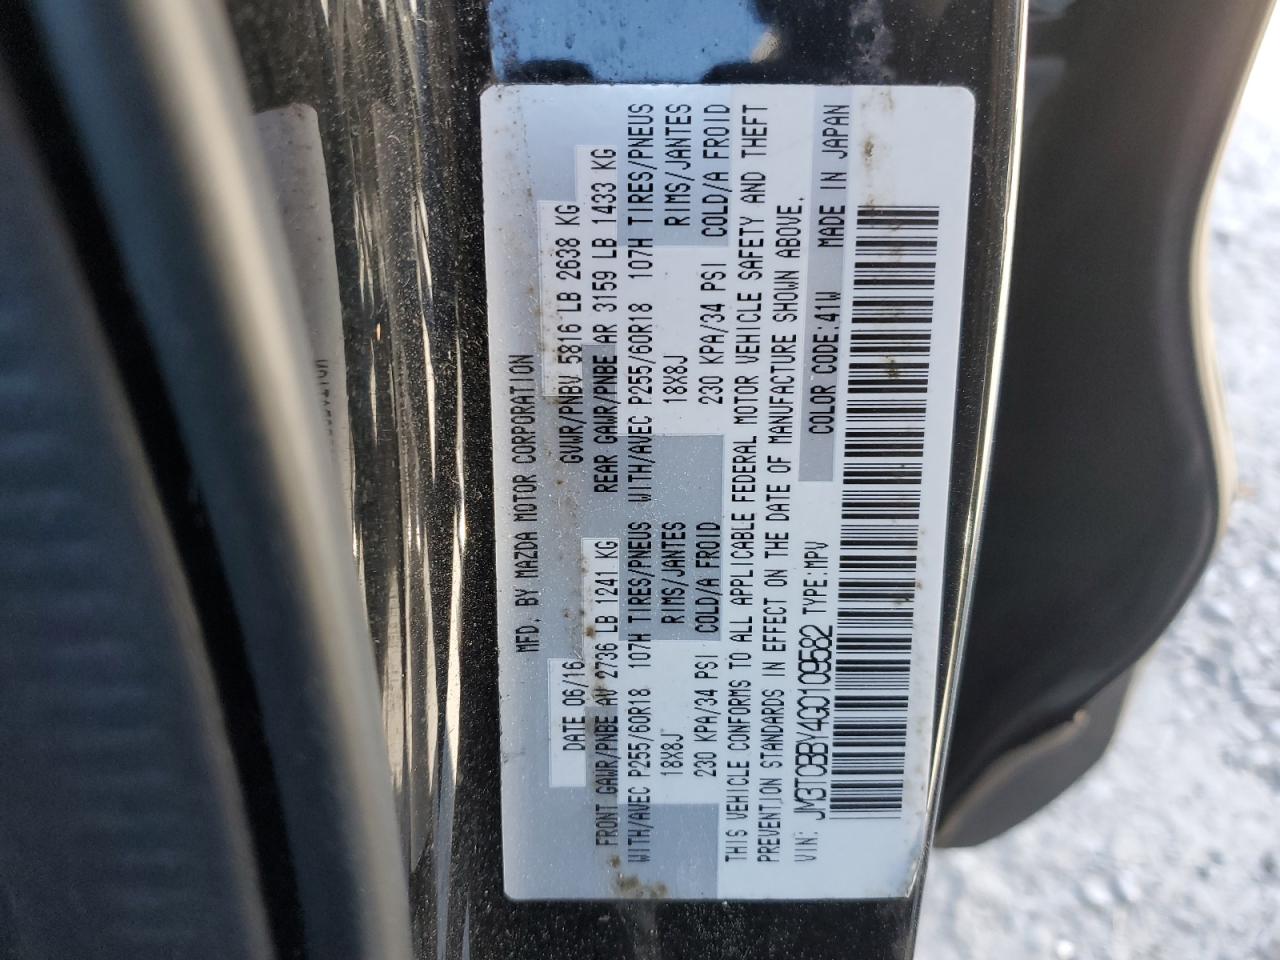 MFD. BY MAZDA MOTOR CORPORATION
DATE 06/16 GVWR/PNBV 5816 LB 2638 KG
FRONT GAWR/PNBE AV 2736 LB 1241 KG REAR GAWR/PNBE AR 3159 LB 1433 KG
WITH/AVEC P255/60R18 107H TIRES/PNEUS WITH/AVEC P255/60R18 107H TIRES/PNEUS
18X8J RIMS/JANTES 18X8J RIMS/JANTES
230 KPA/34 PSI COLD/A FROID 230 KPA/34 PSI COLD/A FROID
THIS VEHICLE CONFORMS TO ALL APPLICABLE FEDERAL MOTOR VEHICLE SAFETY AND THEFT
PREVENTION STANDARDS IN EFFECT ON THE DATE OF MANUFACTURE SHOWN ABOVE.
VIN: JM3TCBBY4G0109582 TYPE:MPV COLOR CODE:41W MADE IN JAPAN